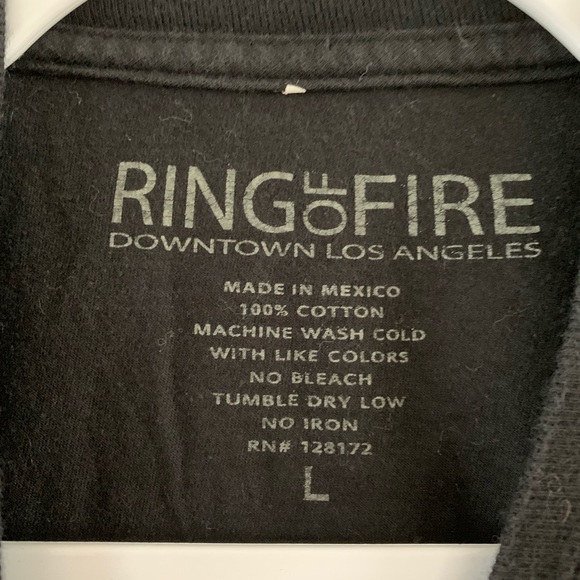 RING OF FIRE
DOWNTOWN LOS ANGELES
MADE IN MEXICO
100% COTTON
MACHINE WASH COLD
WITH LIKE COLORS
NO BLEACH
TUMBLE DRY LOW
NO IRON
RN# 128172
L